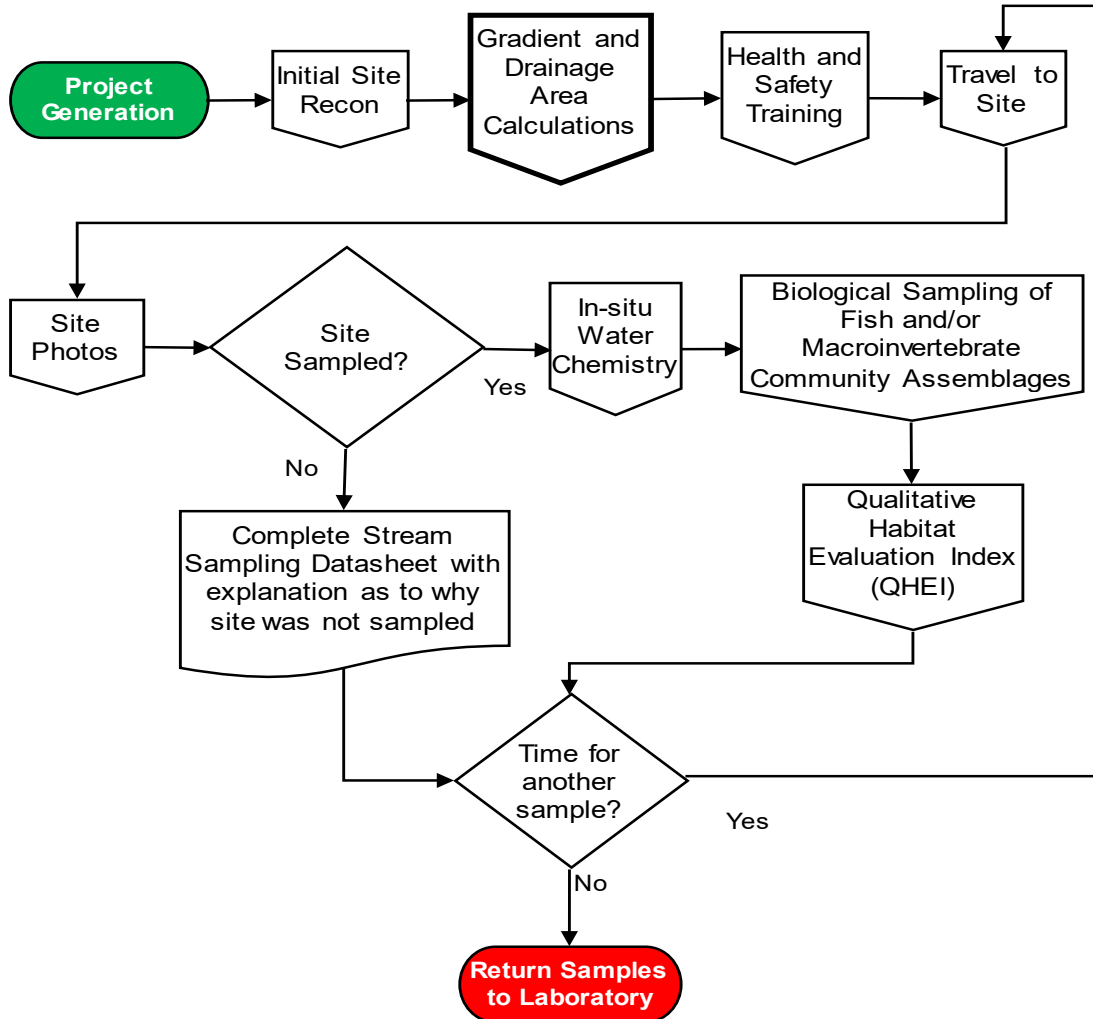 Project
Generation
Initial Site
Recon
Gradient and
Drainage
Area
Calculations
Health and
Safety
Training
Travel to
Site
Site
Photos
Site
Sampled?
Yes
In-situ
Water
Chemistry
Biological Sampling of
Fish and/or
Macroinvertebrate
Community Assemblages
No
Complete Stream
Sampling Datasheet with
explanation as to why
site was not sampled
Qualitative
Habitat
Evaluation Index
(QHEI)
Time for
another
sample?
Yes
No
Return Samples
to Laboratory